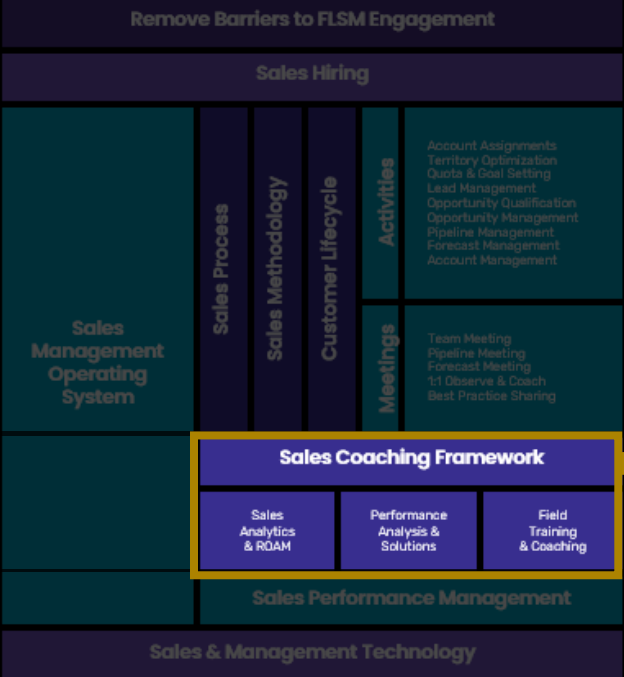 Remove Barriers to FLSM Engagement
Sales Hiring
Sales
Management
Operating
System
Sales Process
Sales Methodology
Customer Lifecycle
Activities
Account Assignments
Territory Optimization
Quota & Goal Setting
Lead Management
Opportunity Qualification
Opportunity Management
Pipeline Management
Forecast Management
Account Management
Meetings
Team Meeting
Pipeline Meeting
Forecast Meeting
1:1 Observe & Coach
Best Practice Sharing
Sales Coaching Framework
Sales
Analytics
& ROAM
Performance
Analysis &
Solutions
Field
Training
& Coaching
Sales Performance Management
Sales & Management Technology